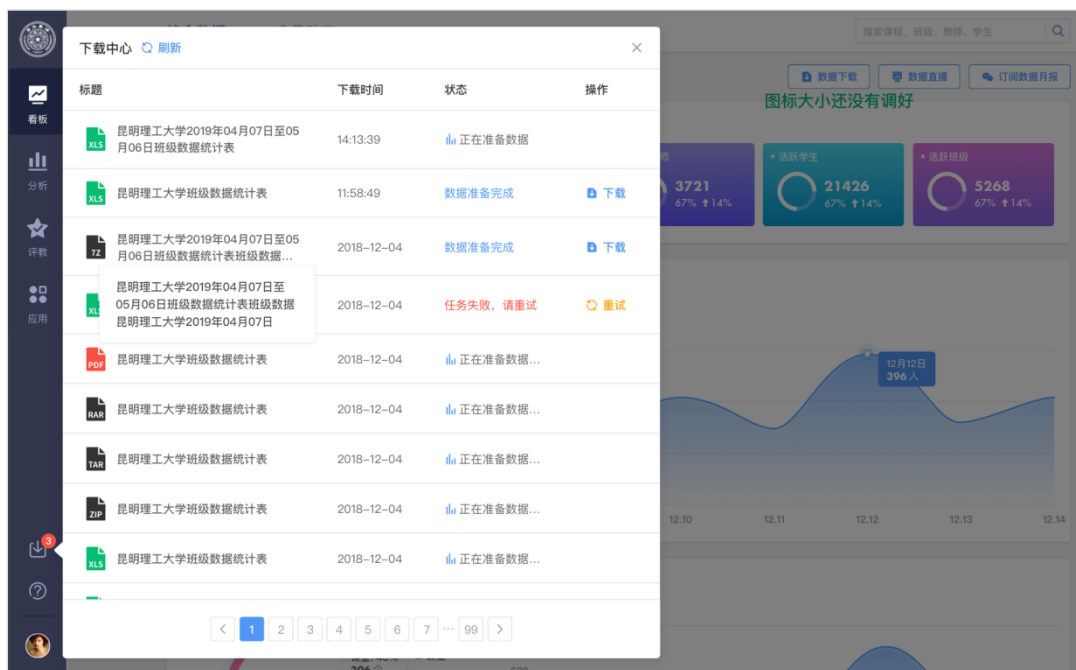 搜索课程、班级、教师、学生
下载中心 刷新
数据下载
数据直播
订阅数据月报
图标大小还没有调好
标题 下载时间 状态 操作
看板
分析
评教
应用
3
XLS
昆明理工大学2019年04月07日至05
月06日班级数据统计表
14:13:39
正在准备数据
XLS
昆明理工大学班级数据统计表
11:58:49
数据准备完成
下载
7Z
昆明理工大学2019年04月07日至05
月06日班级数据统计表班级数据...
2018-12-04
数据准备完成
下载
昆明理工大学2019年04月07日至
05月06日班级数据统计表班级数据
昆明理工大学2019年04月07日
2018-12-04
任务失败，请重试
重试
PDF
昆明理工大学班级数据统计表
2018-12-04
正在准备数据...
RAR
昆明理工大学班级数据统计表
2018-12-04
正在准备数据...
TAR
昆明理工大学班级数据统计表
2018-12-04
正在准备数据...
ZIP
昆明理工大学班级数据统计表
2018-12-04
正在准备数据...
XLS
昆明理工大学班级数据统计表
2018-12-04
正在准备数据...
1 2 3 4 5 6 7 ··· 99
师
3721
67% 14%
活跃学生
21426
67% 14%
活跃班级
5268
67% 14%
12月12日
396 人
12.10 12.11 12.12 12.13 12.14